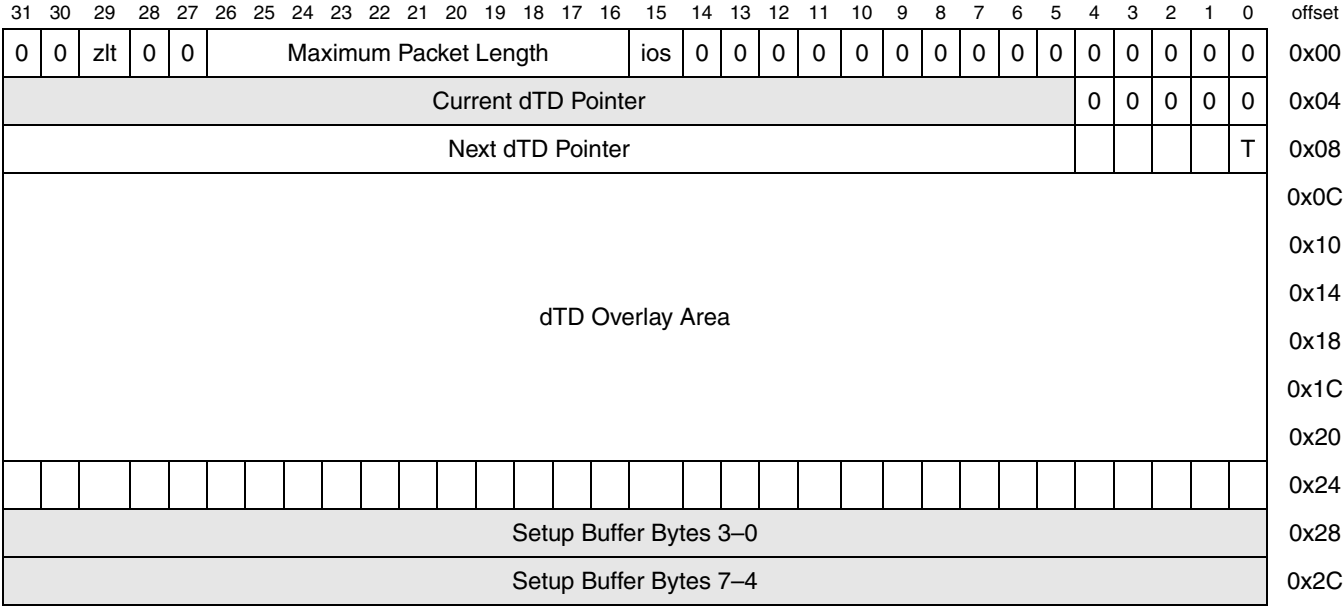 31 30 29 28 27 26 25 24 23 22 21 20 19 18 17 16 15 14 13 12 11 10 9 8 7 6 5 4 3 2 1 0 offset
0 0 zlt 0 0 Maximum Packet Length ios 0 0 0 0 0 0 0 0 0 0 0 0 0 0 0 0x00
Current dTD Pointer 0 0 0 0 0 0x04
Next dTD Pointer T 0x08
0x0C
0x10
0x14
dTD Overlay Area
0x18
0x1C
0x20
0x24
Setup Buffer Bytes 3–0 0x28
Setup Buffer Bytes 7–4 0x2C